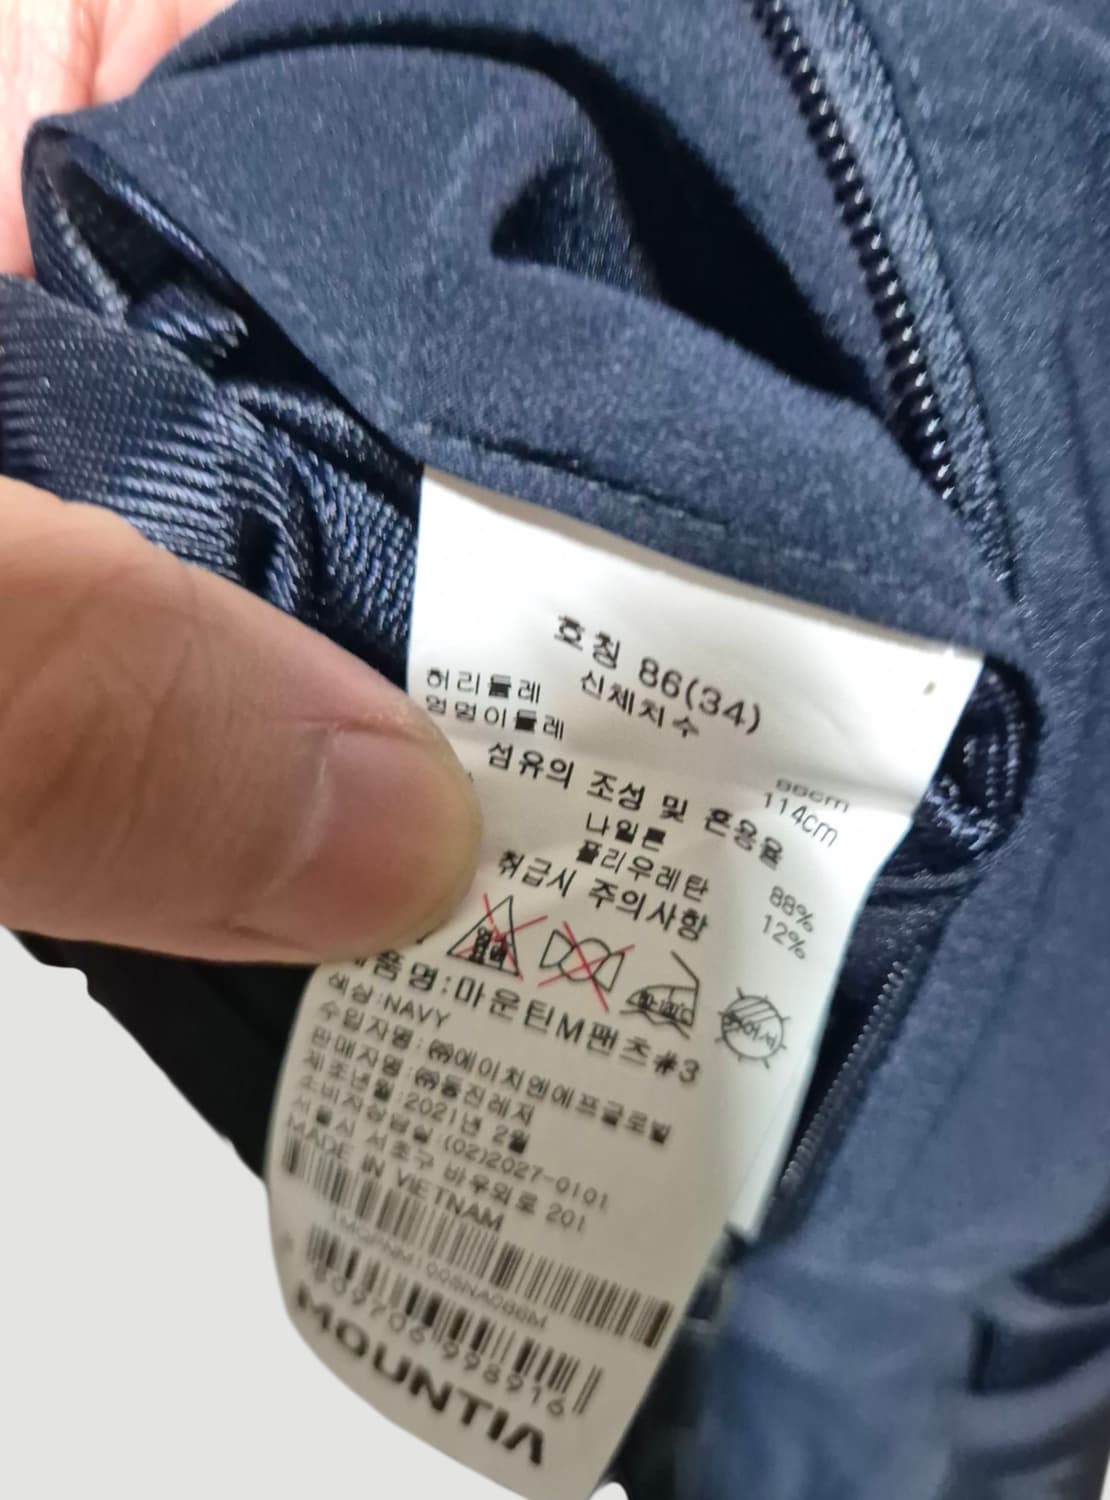 호칭 86(34)
신체치수
허리둘레 86cm
엉덩이둘레 114cm
섬유의 조성 및 혼용율
나일론 88%
폴리우레탄 12%
취급시 주의사항
제품명:마운틴M팬츠#3
색상:NAVY
수입자명:㈜에이치엔에프글로벌
판매자명:㈜동진레저
제조년월:2021년 2월
소비자상담실:(02)2027-0101
서울시 서초구 바우뫼로 201
MADE IN VIETNAM
8809706998916
MOUNTIA